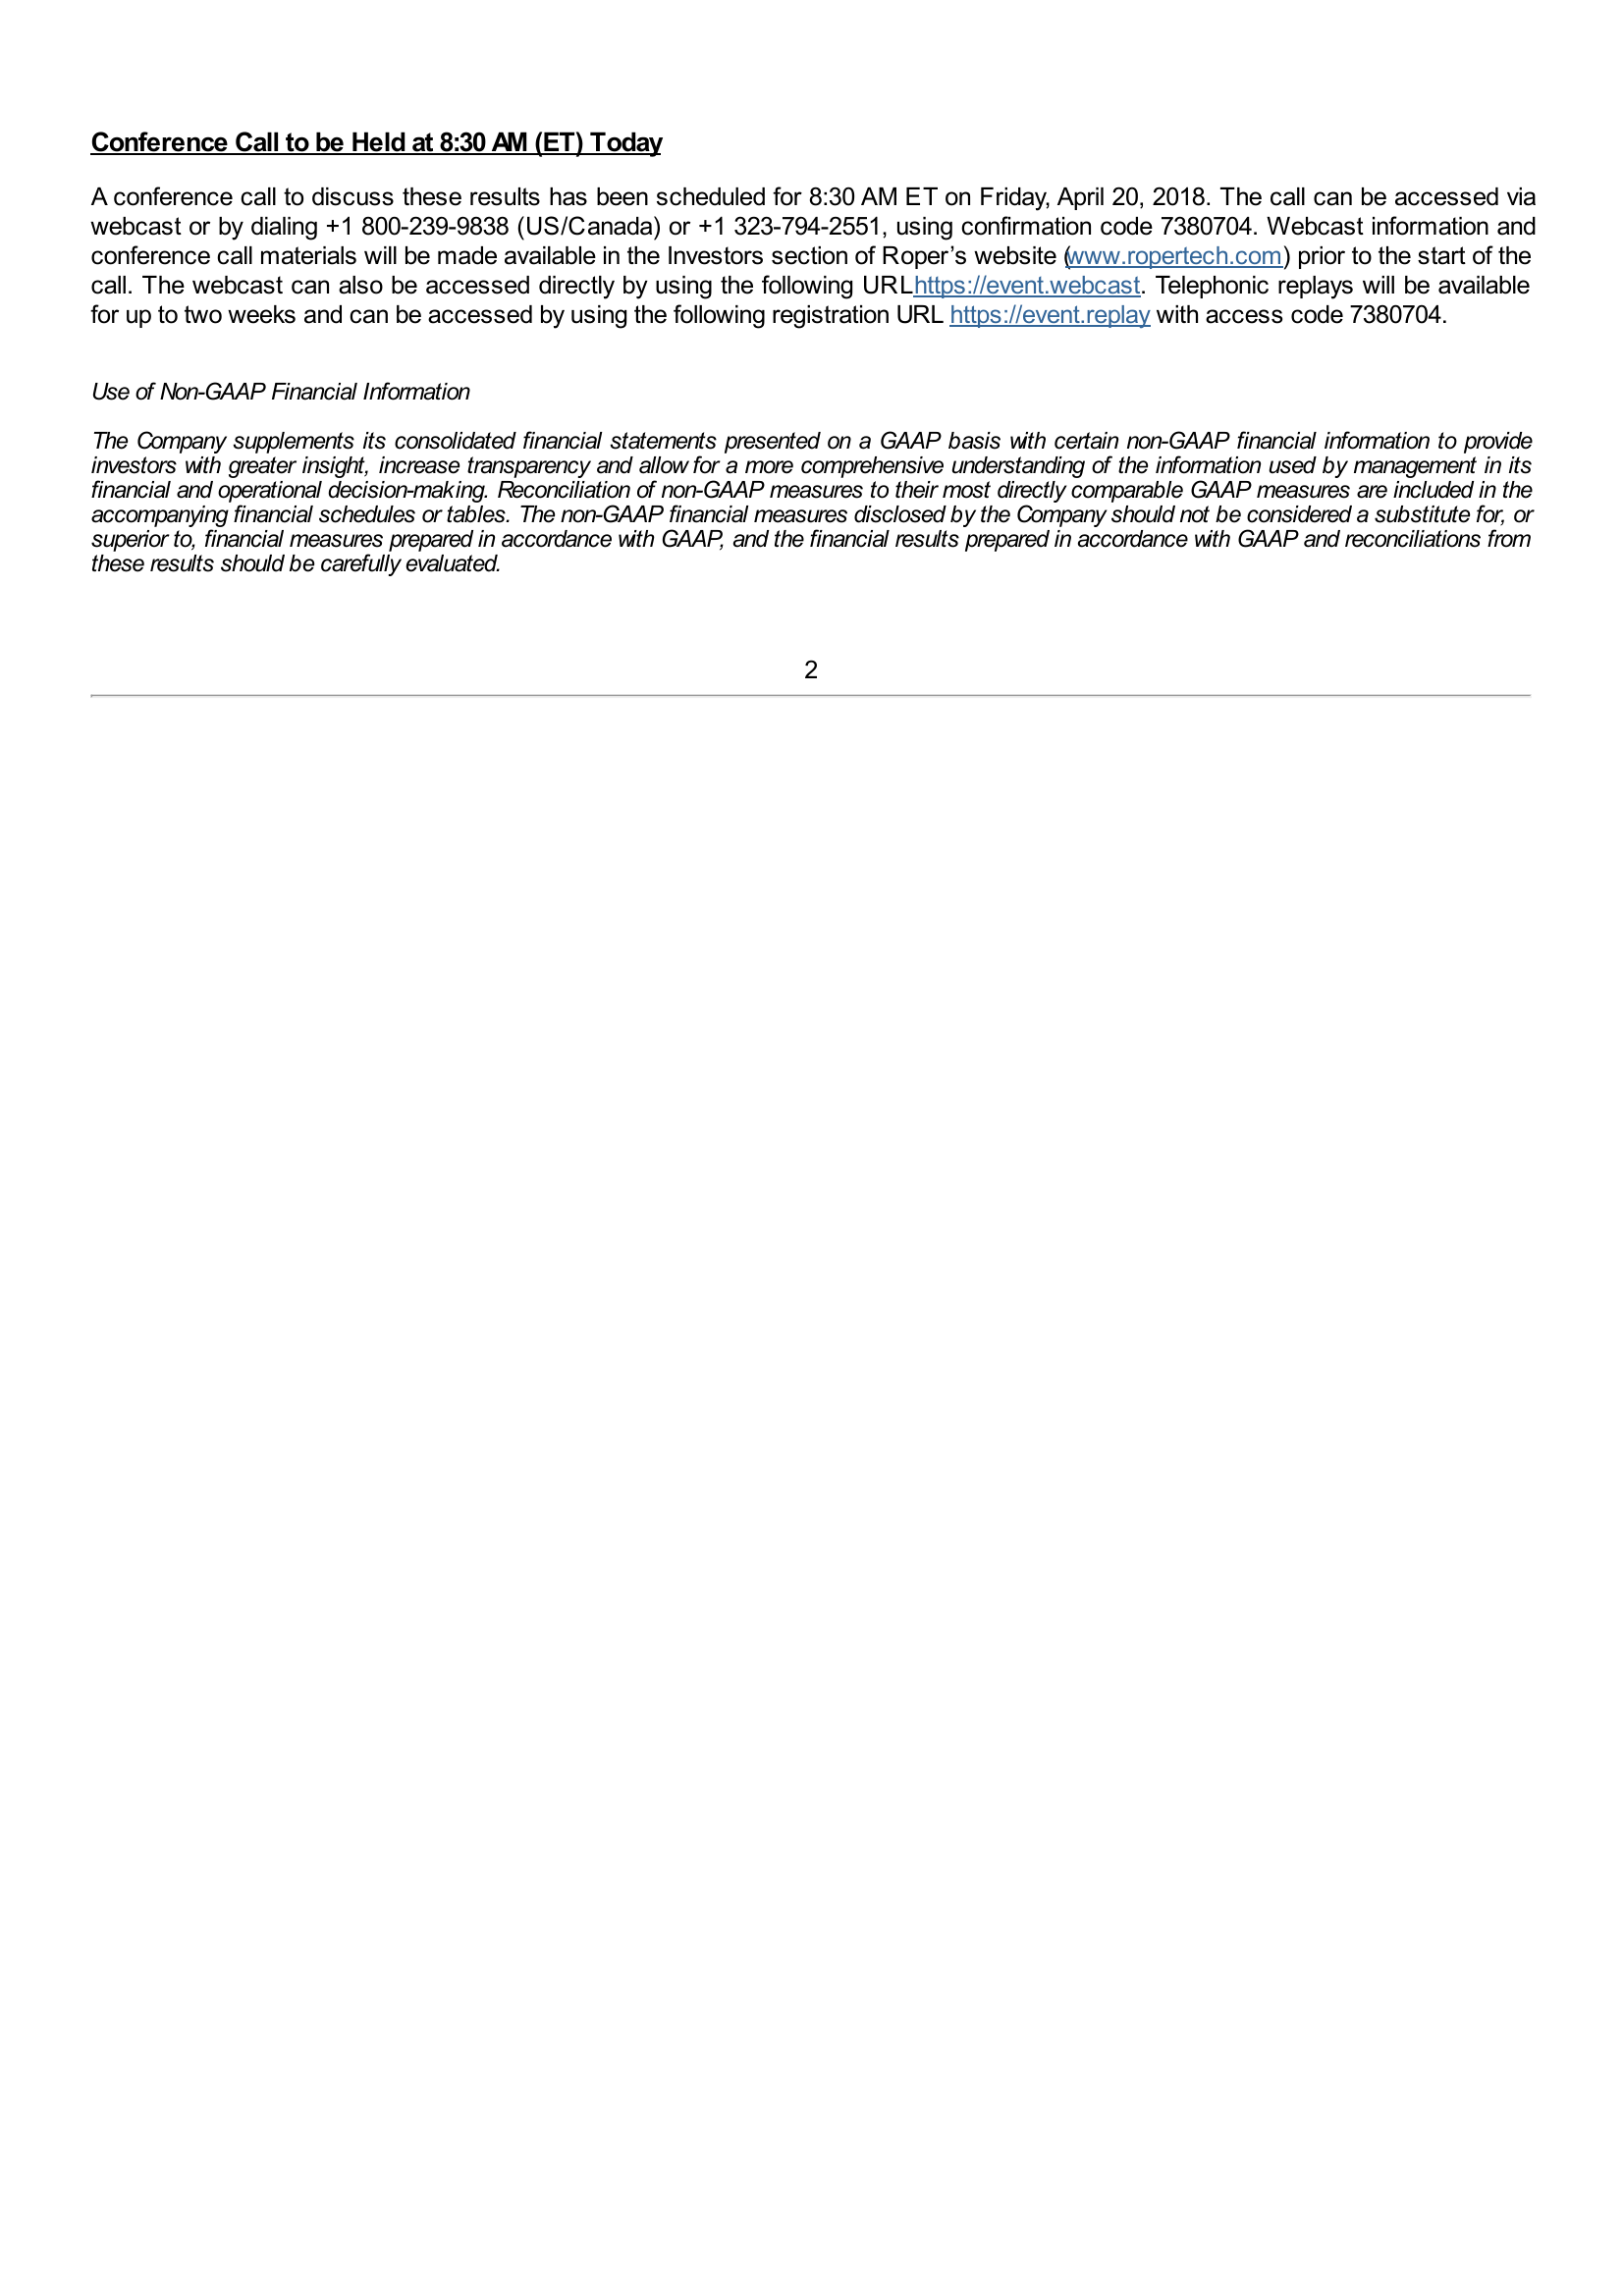 Conference Call to be Held at 8:30 AM (ET) Today
A conference call to discuss these results has been scheduled for 8:30 AM ET on Friday, April 20, 2018. The call can be accessed via
webcast or by dialing +1 800-239-9838 (US/Canada) or +1 323-794-2551, using confirmation code 7380704. Webcast information and
conference call materials will be made available in the Investors section of Roper’s website (www.ropertech.com) prior to the start of the
call. The webcast can also be accessed directly by using the following URL https://event.webcast. Telephonic replays will be available
for up to two weeks and can be accessed by using the following registration URL https://event.replay with access code 7380704.
Use of Non-GAAP Financial Information
The Company supplements its consolidated financial statements presented on a GAAP basis with certain non-GAAP financial information to provide
investors with greater insight, increase transparency and allow for a more comprehensive understanding of the information used by management in its
financial and operational decision-making. Reconciliation of non-GAAP measures to their most directly comparable GAAP measures are included in the
accompanying financial schedules or tables. The non-GAAP financial measures disclosed by the Company should not be considered a substitute for, or
superior to, financial measures prepared in accordance with GAAP, and the financial results prepared in accordance with GAAP and reconciliations from
these results should be carefully evaluated.
2